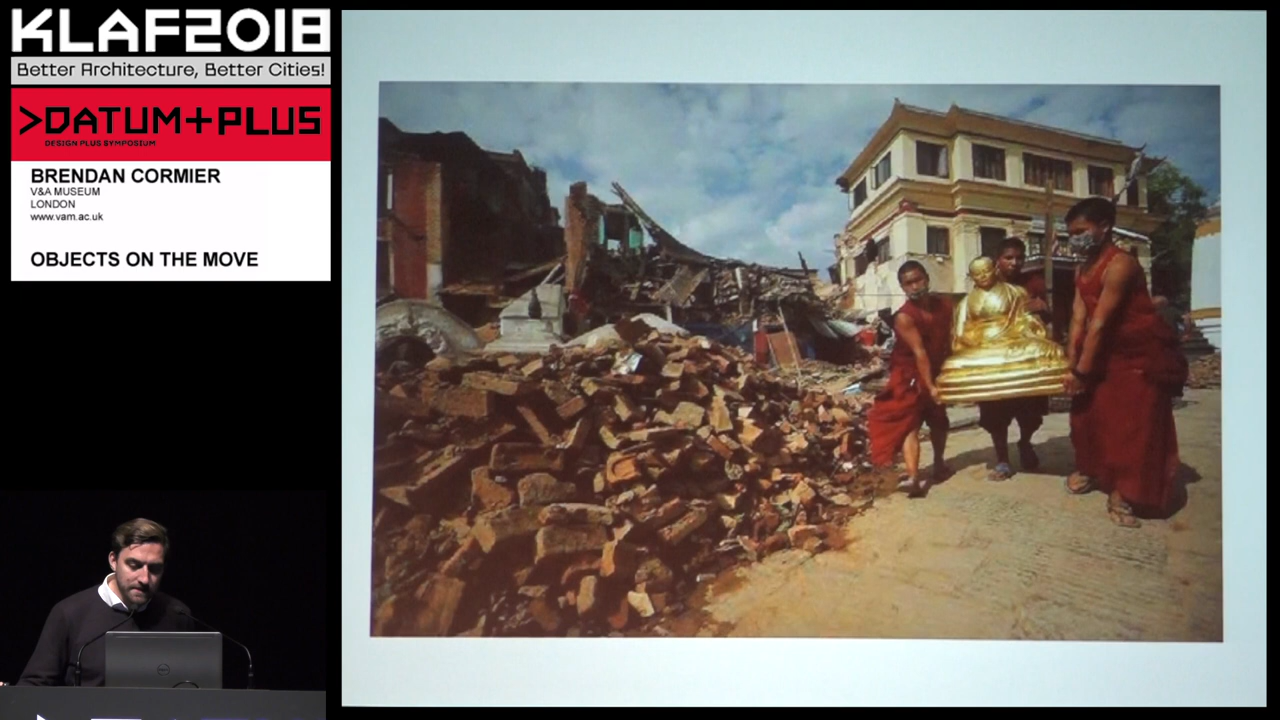 KLAF2018
Better Architecture, Better Cities!
>DATUM+PLUS
DESIGN PLUS SYMPOSIUM
BRENDAN CORMIER
V&A MUSEUM
LONDON
www.vam.ac.uk
OBJECTS ON THE MOVE